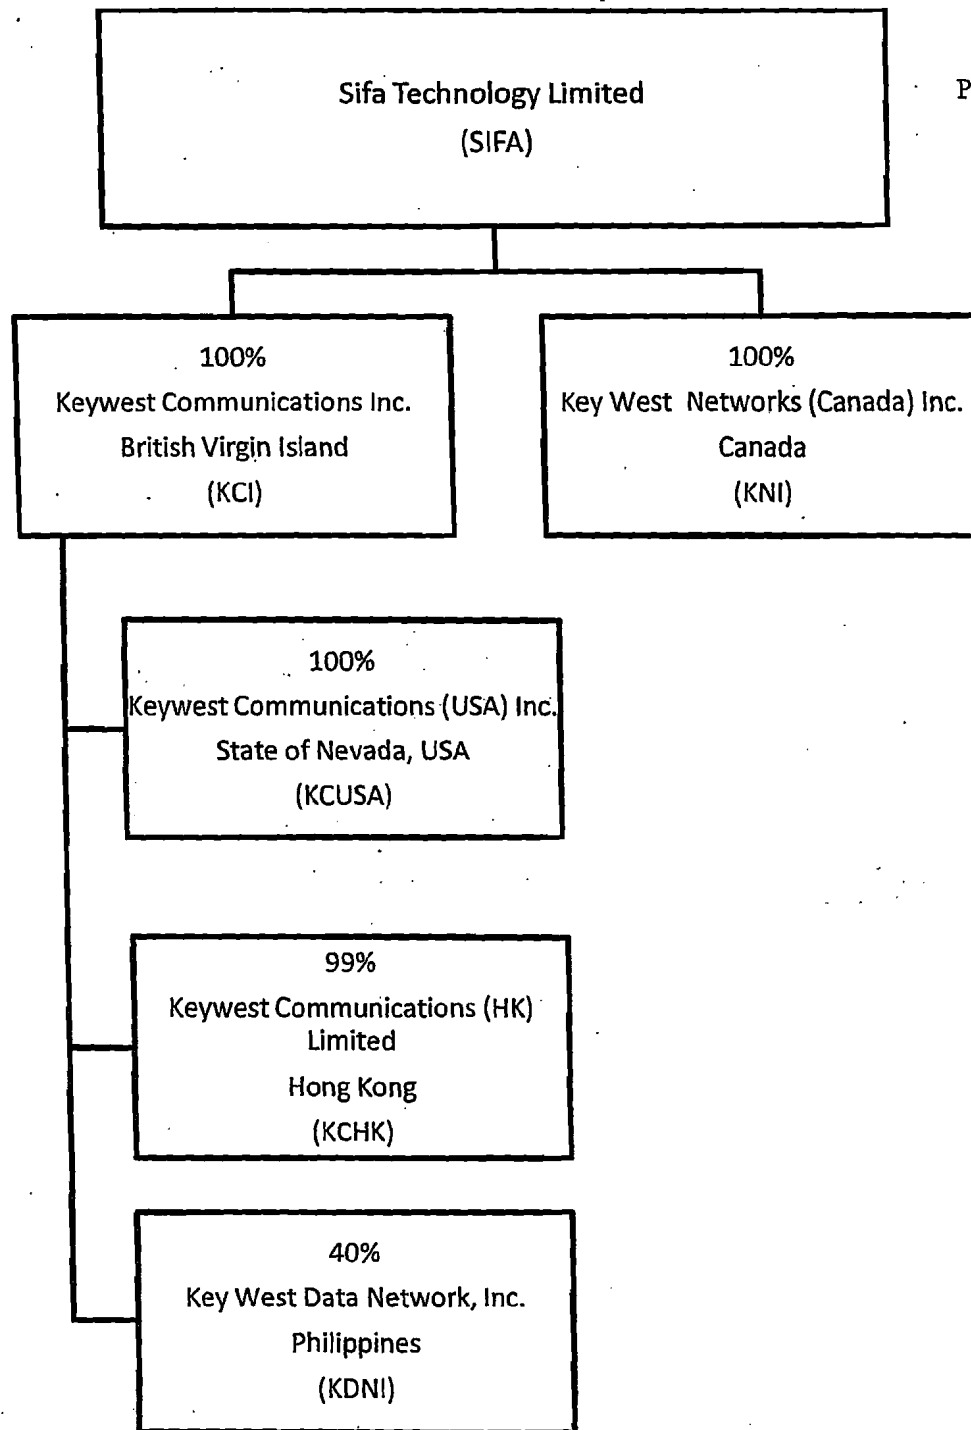 Sifa Technology Limited
(SIFA)
P
100%
Keywest Communications Inc.
British Virgin Island
(KCI)
100%
Key West Networks (Canada) Inc.
Canada
(KNI)
100%
Keywest Communications (USA) Inc.
State of Nevada, USA
(KCUSA)
99%
Keywest Communications (HK)
Limited
Hong Kong
(KCHK)
40%
Key West Data Network, Inc.
Philippines
(KDNI)